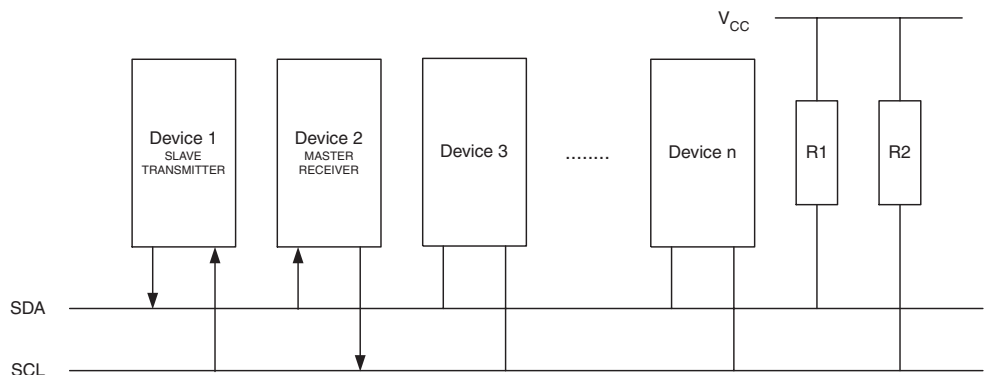 V_CC
Device 1
SLAVE
TRANSMITTER
Device 2
MASTER
RECEIVER
Device 3
........
Device n
R1
R2
SDA
SCL